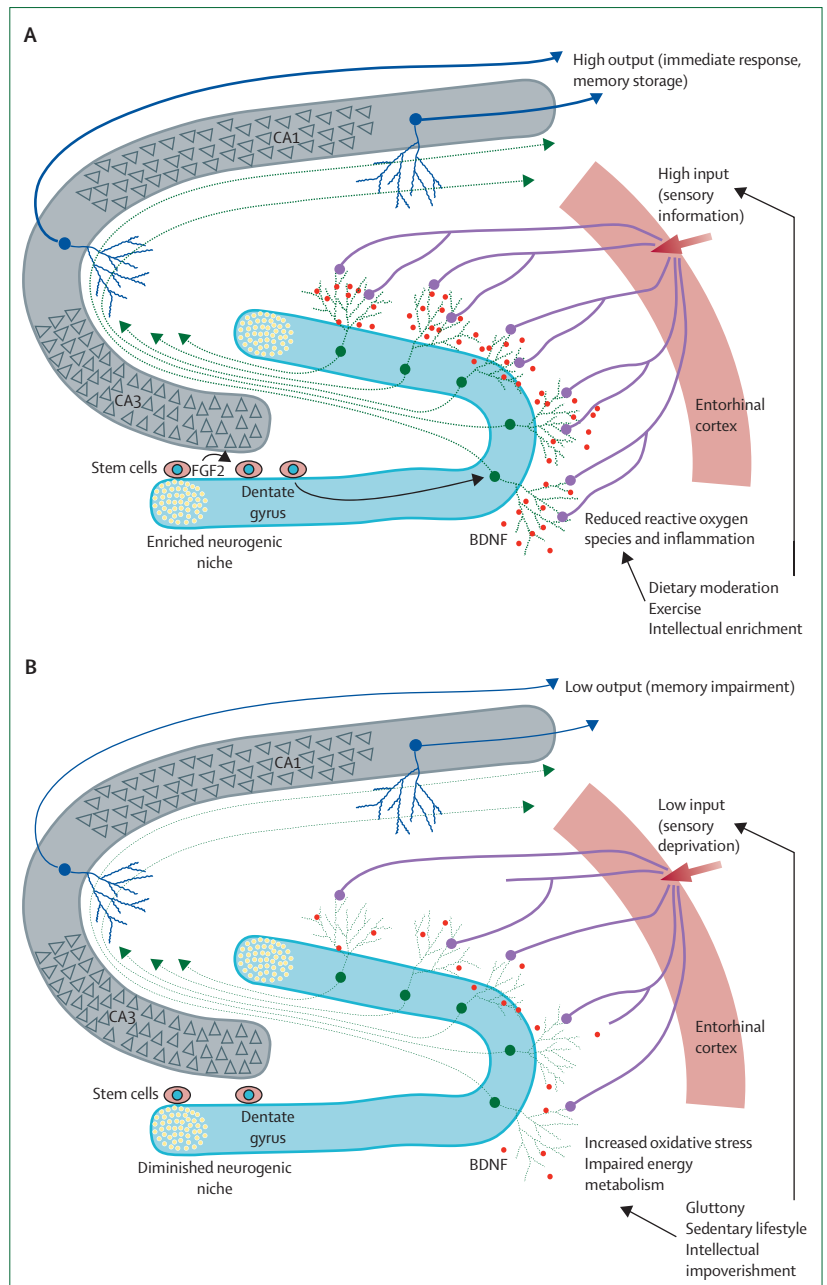 A
High output (immediate response,
memory storage)
CA1
High input
(sensory
information)
CA3
Entorhinal
cortex
Stem cells
FGF2
Dentate
gyrus
BDNF
Reduced reactive oxygen
species and inflammation
Enriched neurogenic
niche
Dietary moderation
Exercise
Intellectual enrichment
B
Low output (memory impairment)
CA1
Low input
(sensory
deprivation)
CA3
Entorhinal
cortex
Stem cells
Dentate
gyrus
BDNF
Increased oxidative stress
Impaired energy
metabolism
Diminished neurogenic
niche
Gluttony
Sedentary lifestyle
Intellectual
impoverishment